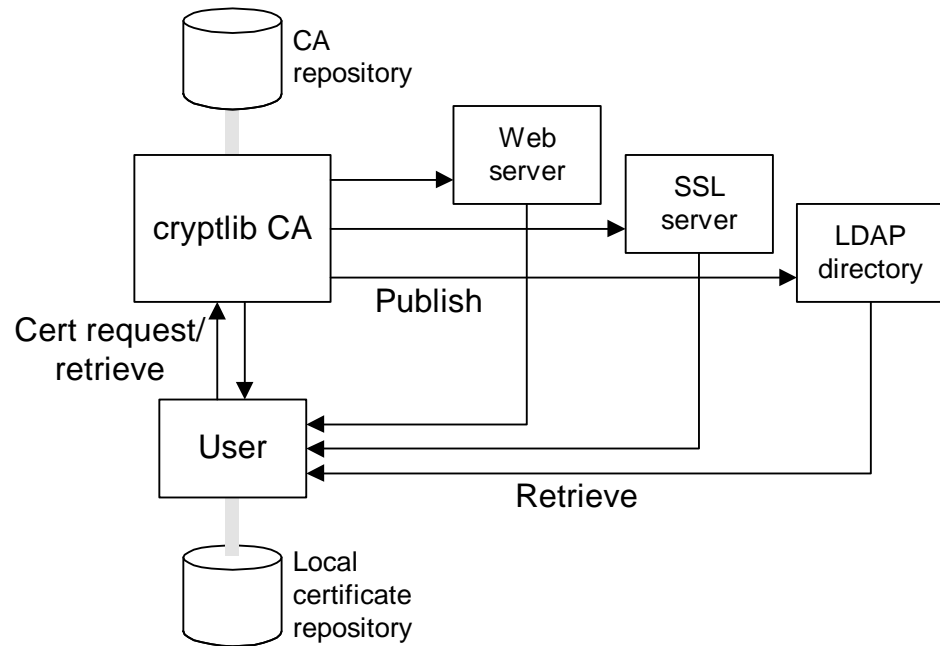 CA
repository
Web
server
SSL
server
cryptlib CA
LDAP
directory
Publish
Cert request/
retrieve
User
Retrieve
Local
certificate
repository